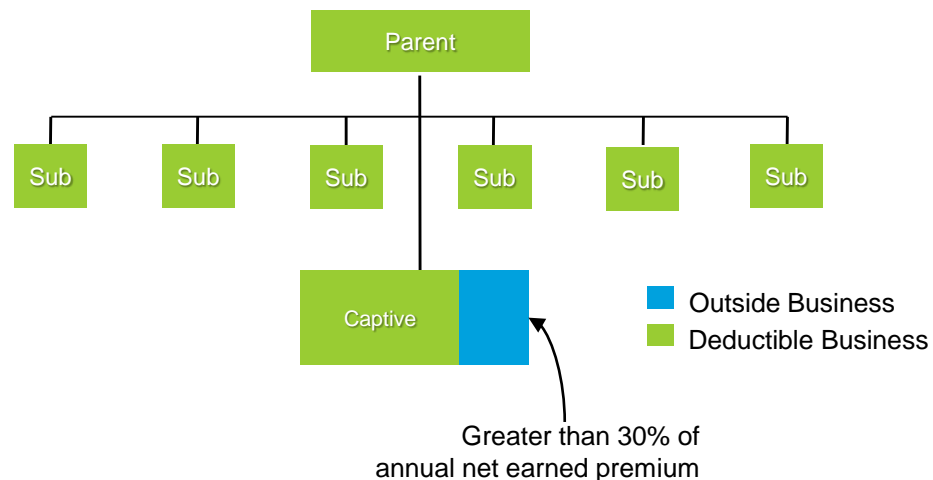 Parent
Sub Sub Sub Sub Sub Sub
Captive
Outside Business
Deductible Business
Greater than 30% of
annual net earned premium